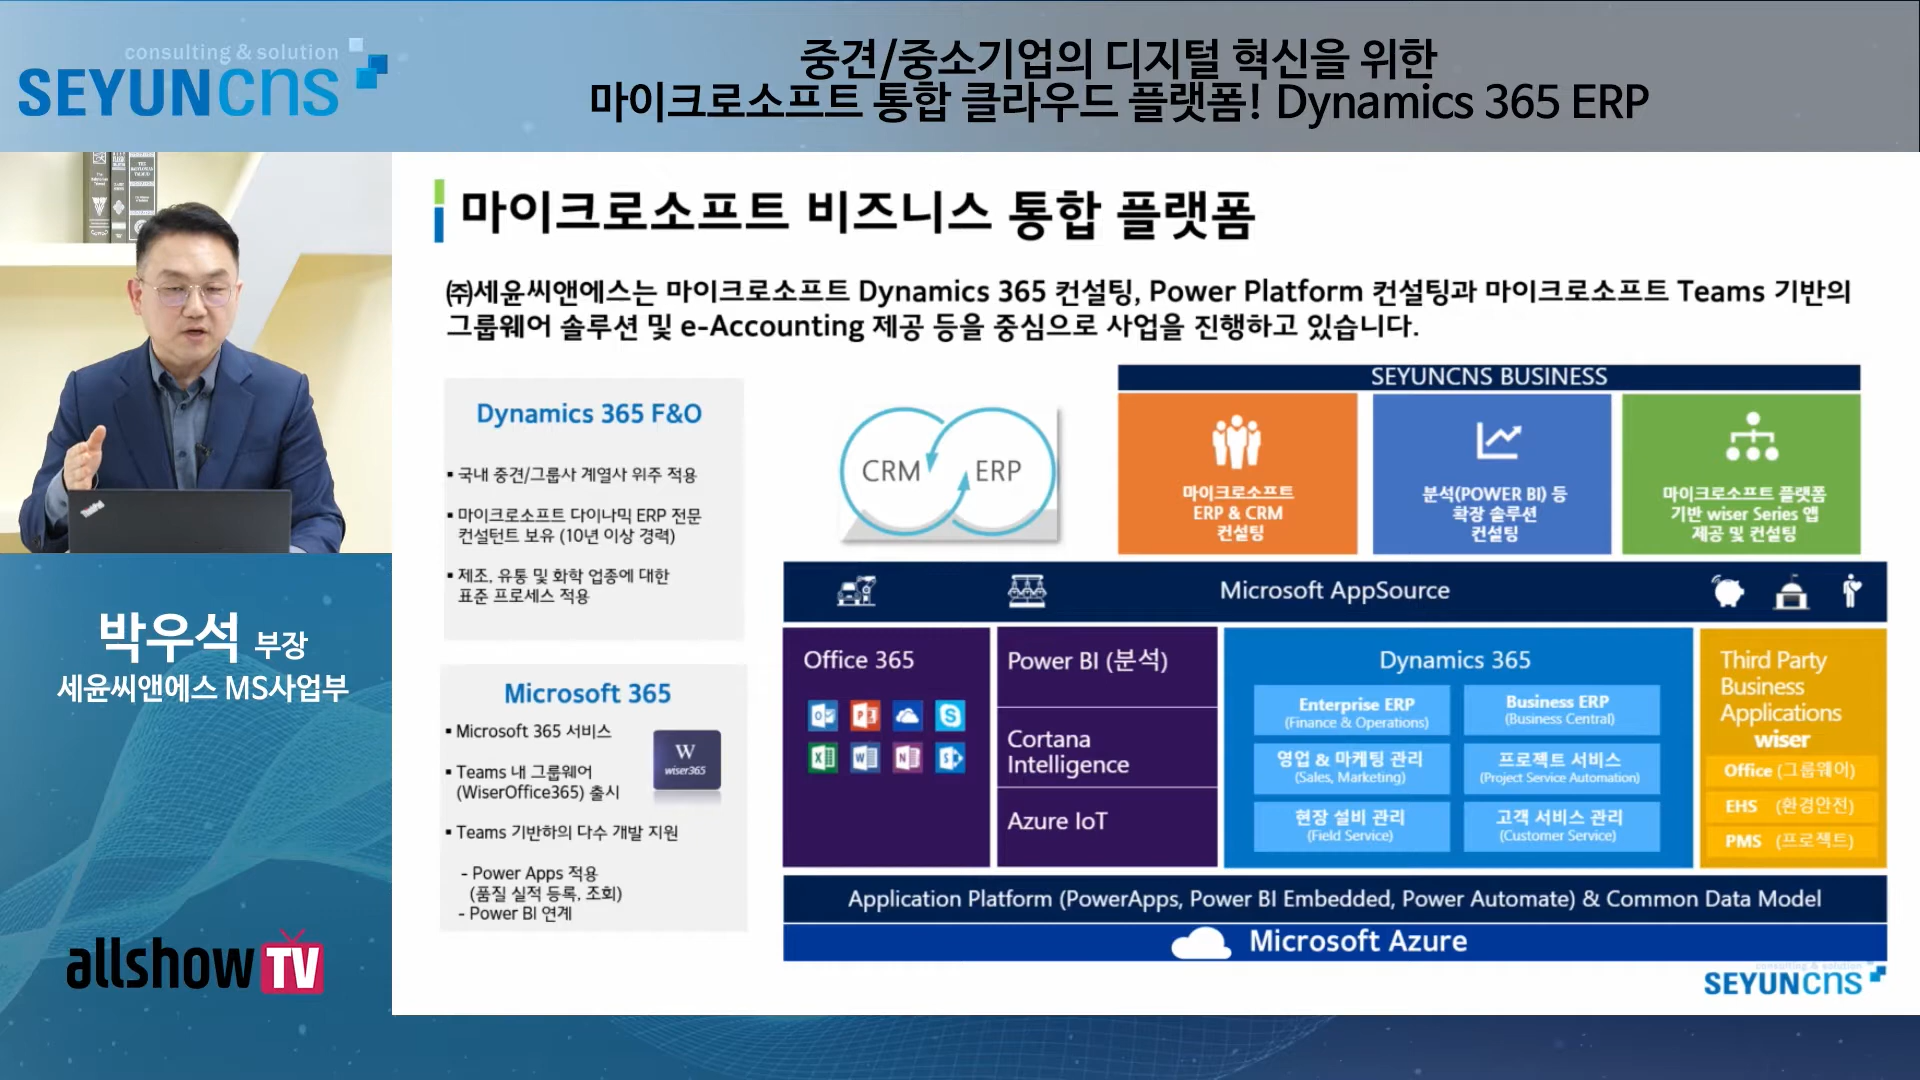 consulting & solution
SEYUNCNS
중견/중소기업의 디지털 혁신을 위한
마이크로소프트 통합 클라우드 플랫폼! Dynamics 365 ERP
마이크로소프트 비즈니스 통합 플랫폼
㈜세윤씨앤에스는 마이크로소프트 Dynamics 365 컨설팅, Power Platform 컨설팅과 마이크로소프트 Teams 기반의
그룹웨어 솔루션 및 e-Accounting 제공 등을 중심으로 사업을 진행하고 있습니다.
Dynamics 365 F&O
▪ 국내 중견/그룹사 계열사 위주 적용
▪ 마이크로소프트 다이나믹 ERP 전문
컨설턴트 보유 (10년 이상 경력)
▪ 제조, 유통 및 화학 업종에 대한
표준 프로세스 적용
Microsoft 365
▪ Microsoft 365 서비스
▪ Teams 내 그룹웨어
(WiserOffice365) 출시
▪ Teams 기반하의 다수 개발 지원
- Power Apps 적용
(품질 실적 등록, 조회)
- Power BI 연계
W
wiser365
CRM
ERP
SEYUNCNS BUSINESS
마이크로소프트
ERP & CRM
컨설팅
분석(POWER BI) 등
확장 솔루션
컨설팅
마이크로소프트 플랫폼
기반 wiser Series 앱
제공 및 컨설팅
Microsoft AppSource
Office 365
Power BI (분석)
Cortana
Intelligence
Azure IoT
Dynamics 365
Enterprise ERP
(Finance & Operations)
Business ERP
(Business Central)
영업 & 마케팅 관리
(Sales, Marketing)
프로젝트 서비스
(Project Service Automation)
현장 설비 관리
(Field Service)
고객 서비스 관리
(Customer Service)
Third Party
Business
Applications
wiser
Office (그룹웨어)
EHS (환경안전)
PMS (프로젝트)
Application Platform (PowerApps, Power BI Embedded, Power Automate) & Common Data Model
Microsoft Azure
consulting & solution
SEYUNCNS
박우석 부장
세윤씨앤에스 MS사업부
allshow TV